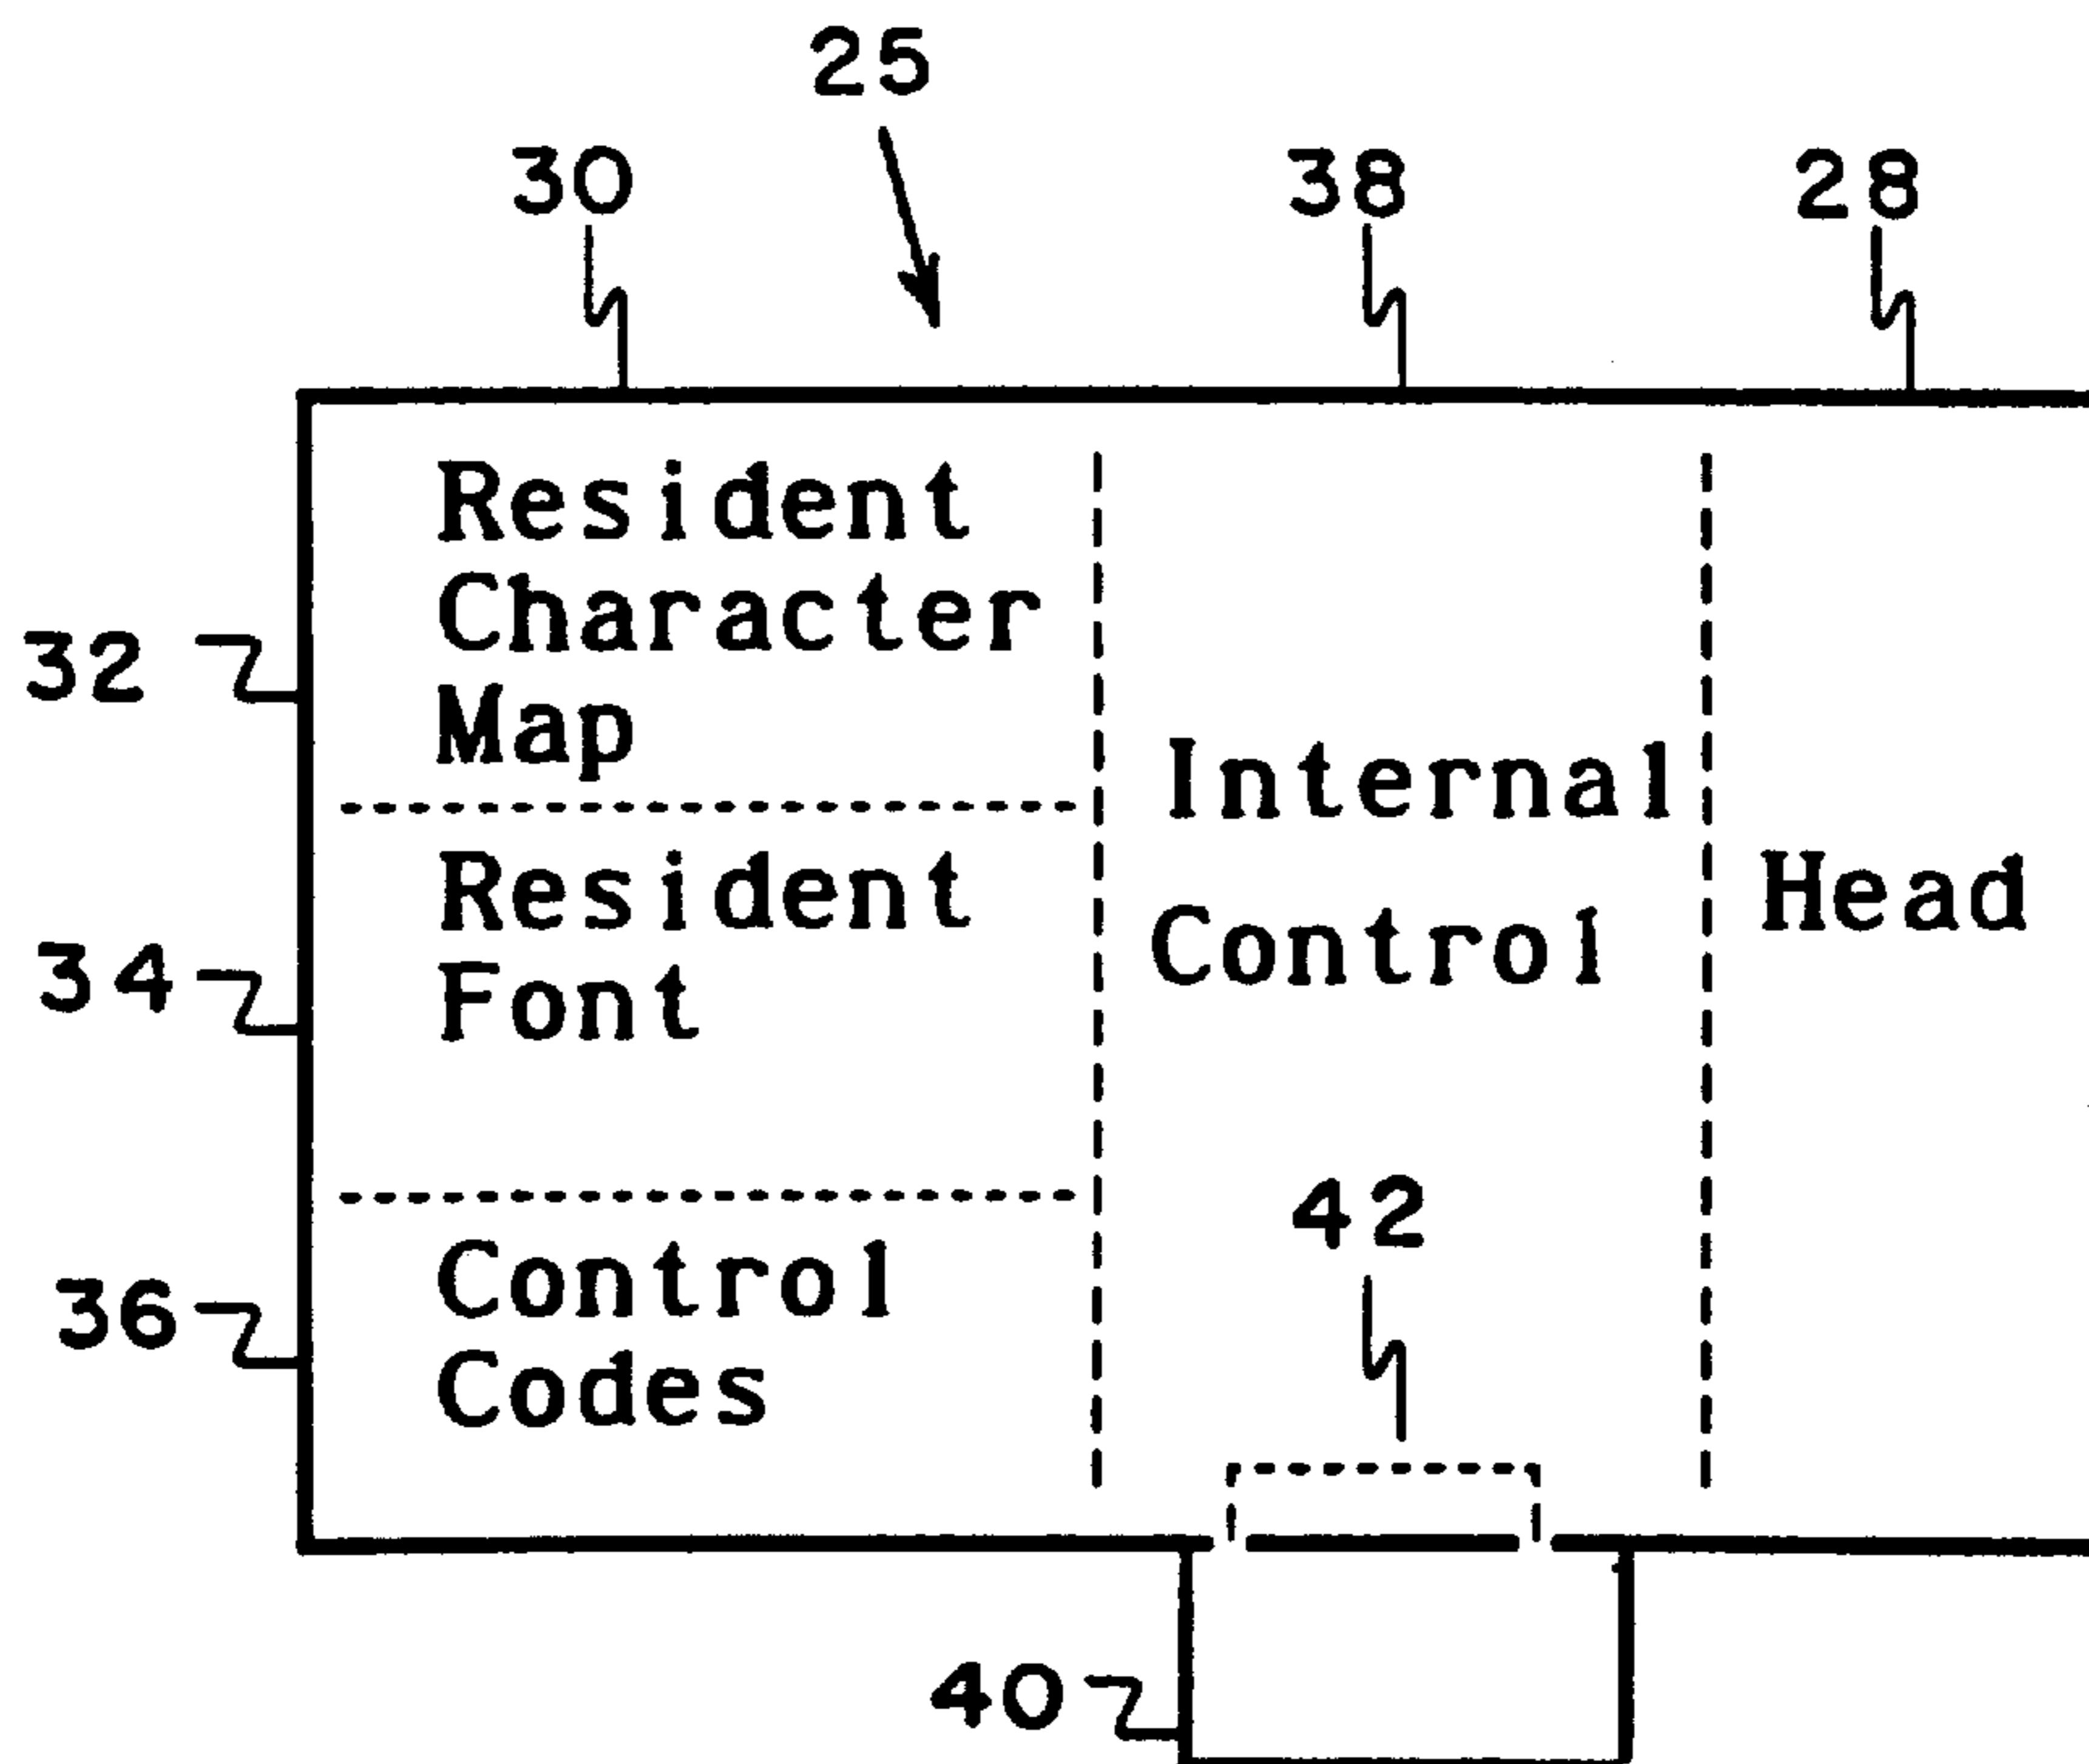 25
30 38 28
Resident
Character
32
Map
Internal
Resident
Head
Control
34
Font
42
Control
36
Codes
40